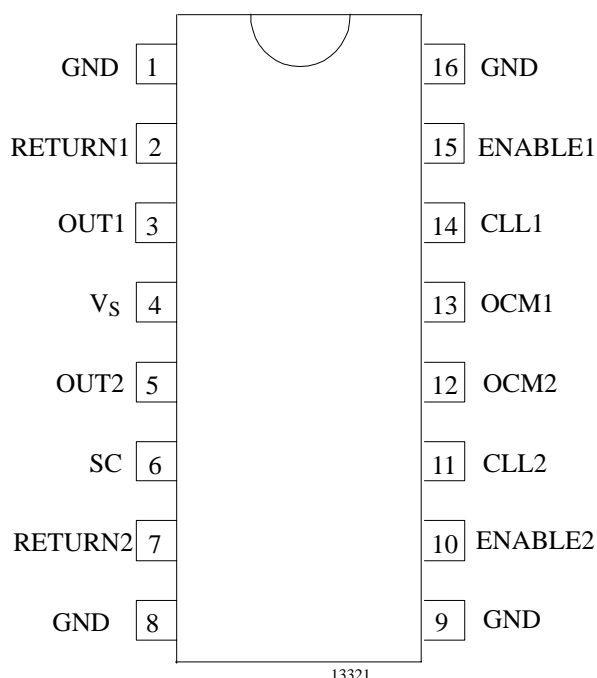 GND 1 16 GND
RETURN1 2 15 ENABLE1
OUT1 3 14 CLL1
VS 4 13 OCM1
OUT2 5 12 OCM2
SC 6 11 CLL2
RETURN2 7 10 ENABLE2
GND 8 9 GND
13321